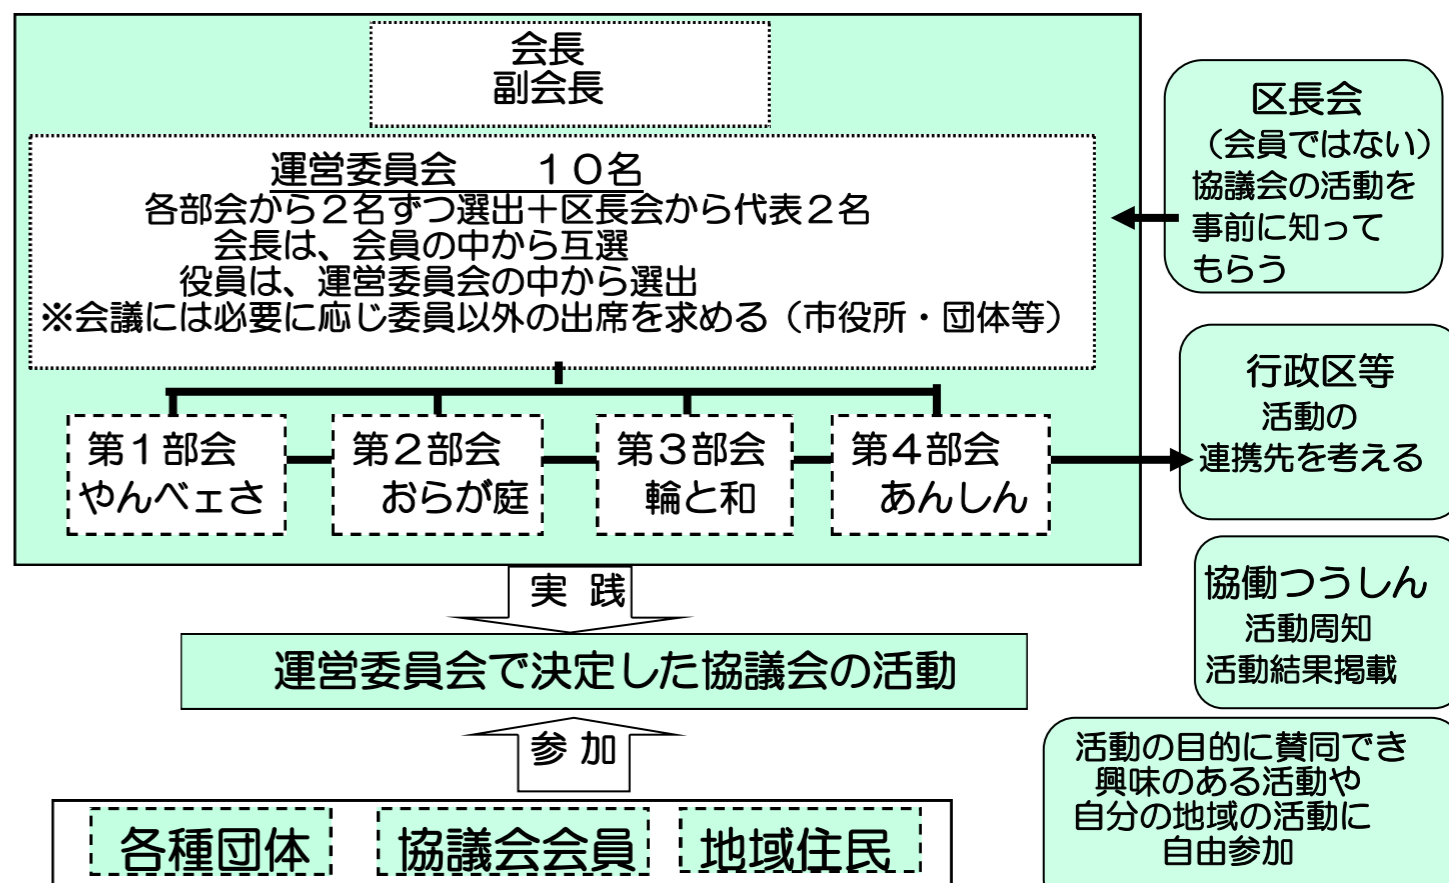 会長
副会長
運営委員会　　１０名
各部会から２名ずつ選出＋区長会から代表２名
会長は、会員の中から互選
役員は、運営委員会の中から選出
※会議には必要に応じ委員以外の出席を求める（市役所・団体等）
区長会
（会員ではない）
協議会の活動を
事前に知って
もらう
第１部会
やんべェさ
第２部会
おらが庭
第３部会
輪と和
第４部会
あんしん
行政区等
活動の
連携先を考える
実 践
運営委員会で決定した協議会の活動
協働つうしん
活動周知
活動結果掲載
参 加
各種団体
協議会会員
地域住民
活動の目的に賛同でき
興味のある活動や
自分の地域の活動に
自由参加